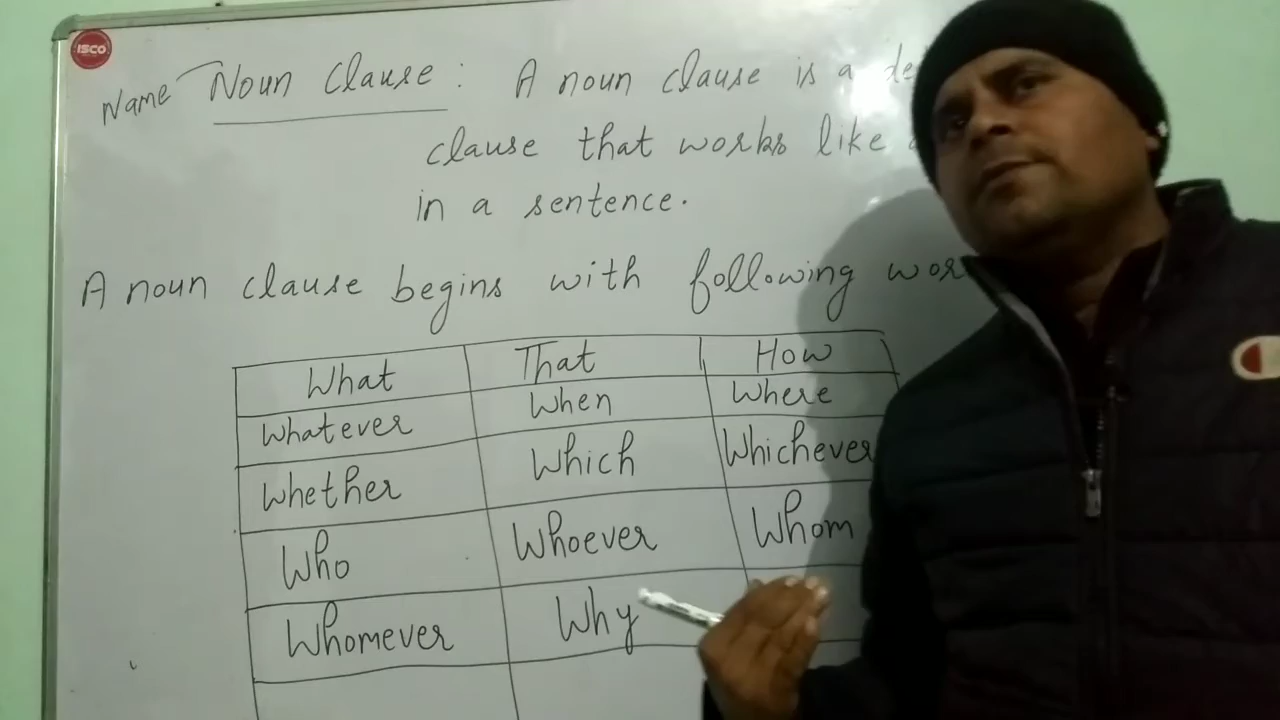 ISCO
Name Noun Clause : A noun clause is a de
clause that works like
in a sentence.
A noun clause begins with following wor
What That How
Whatever When Where
Whether Which Whichever
Who Whoever Whom
Whomever Why